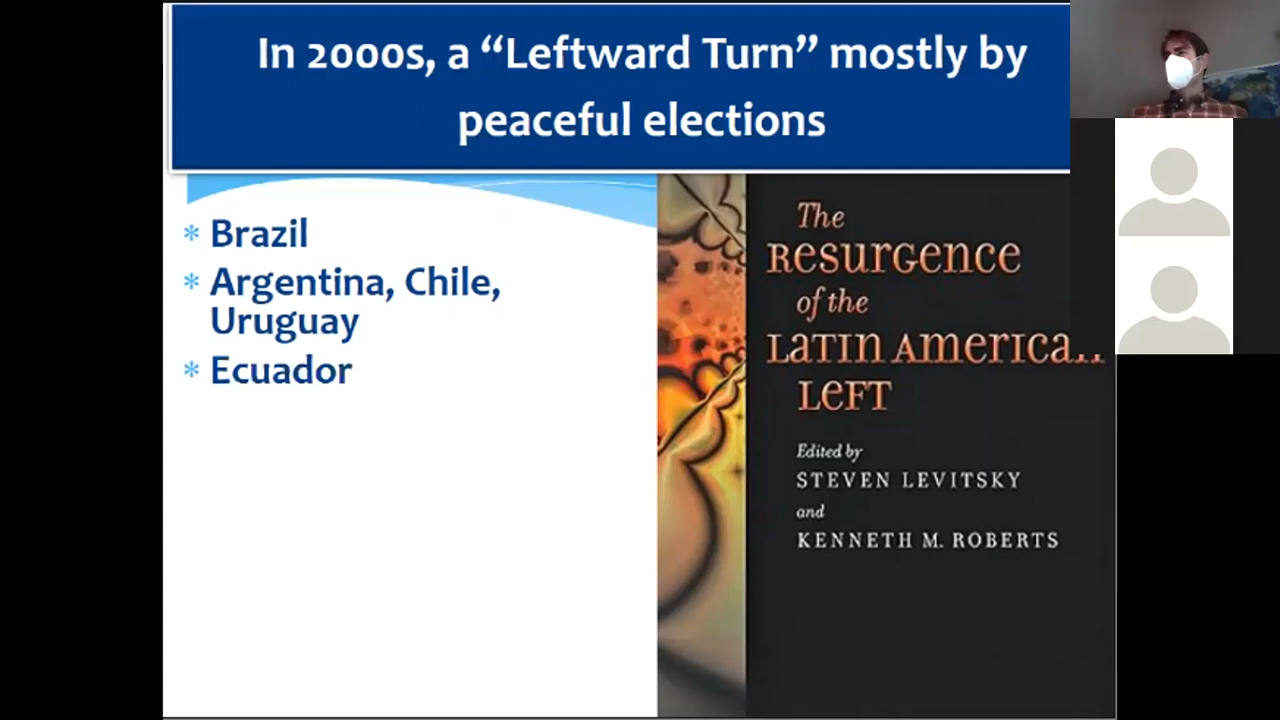 In 2000s, a “Leftward Turn” mostly by
peaceful elections
* Brazil
* Argentina, Chile,
Uruguay
* Ecuador
The
Resurgence
of the
Latin American
Left
Edited by
STEVEN LEVITSKY
and
KENNETH M. ROBERTS